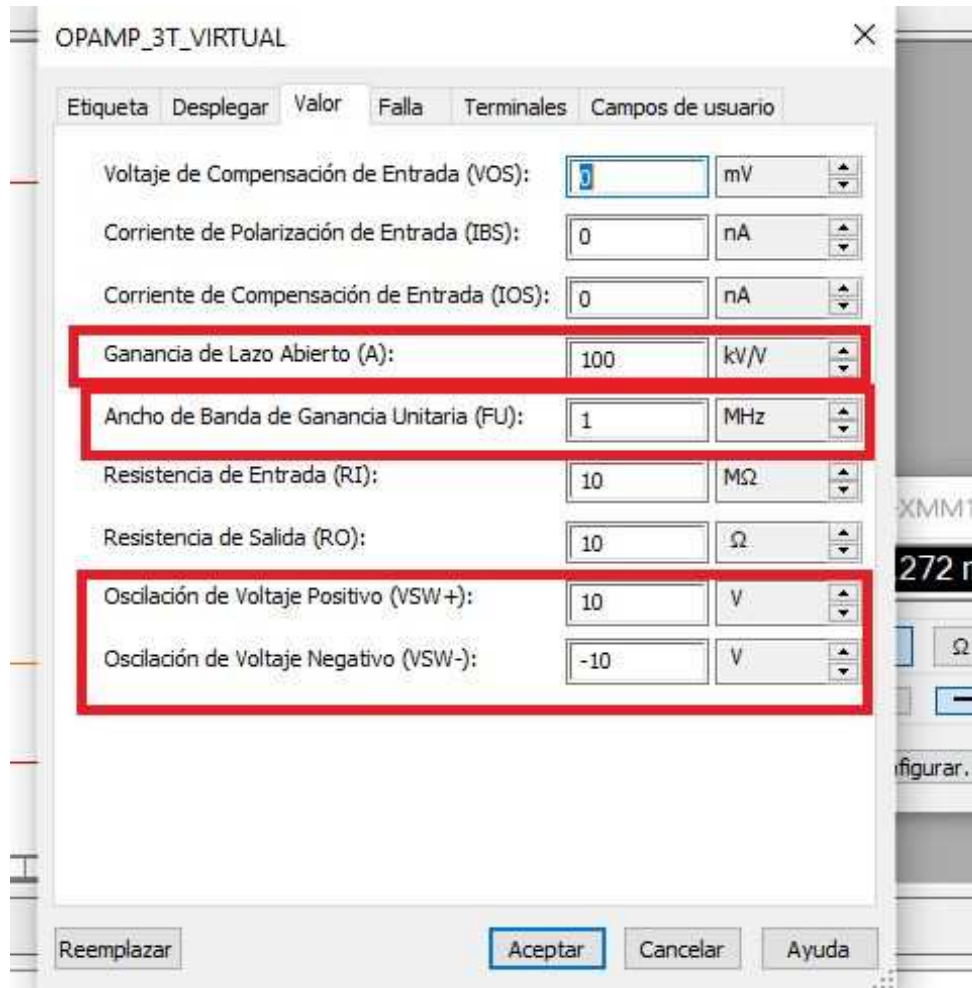 OPAMP_3T_VIRTUAL
Etiqueta Desplegar Valor Falla Terminales Campos de usuario
Voltaje de Compensación de Entrada (VOS): 0 mV
Corriente de Polarización de Entrada (IBS): 0 nA
Corriente de Compensación de Entrada (IOS): 0 nA
Ganancia de Lazo Abierto (A): 100 kV/V
Ancho de Banda de Ganancia Unitaria (FU): 1 MHz
Resistencia de Entrada (RI): 10 MΩ
XMM1
Resistencia de Salida (RO): 10 Ω
272
Oscilación de Voltaje Positivo (VSW+): 10 V
Oscilación de Voltaje Negativo (VSW-): -10 V
Ω
figurar.
Reemplazar Aceptar Cancelar Ayuda